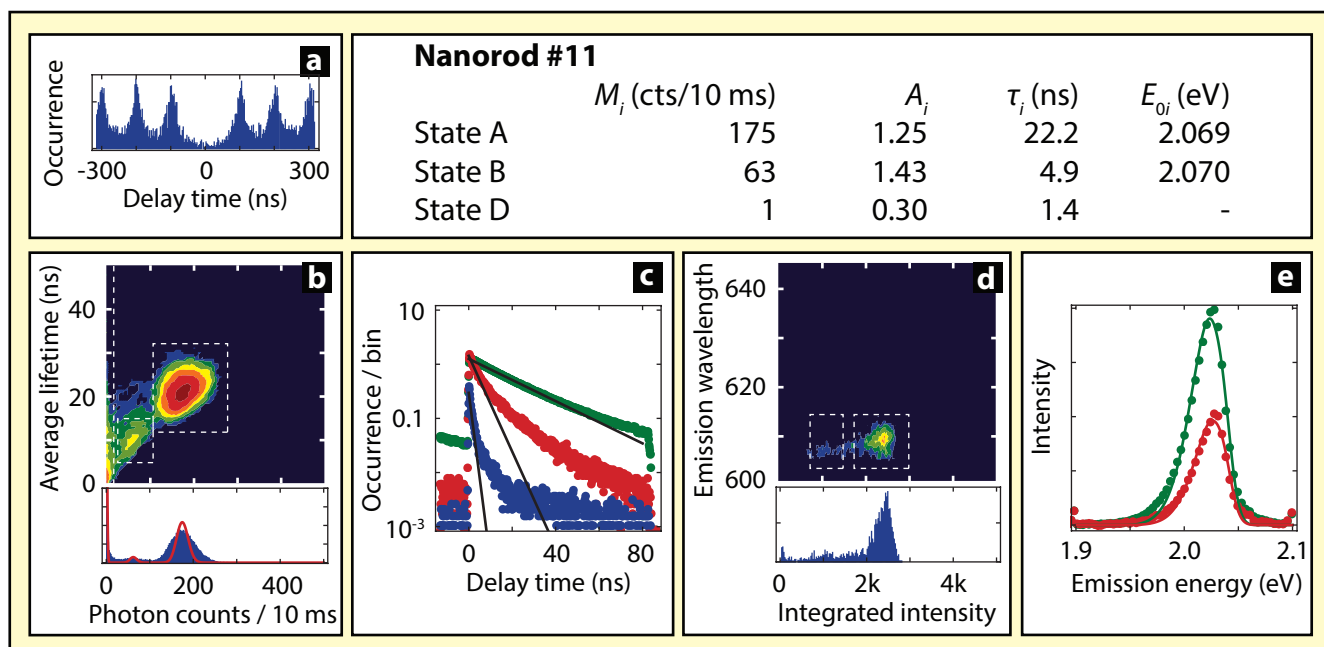 a
Occurrence
-300 0 300
Delay time (ns)
Nanorod #11
M_i (cts/10 ms) A_i τ_i (ns) E_0i (eV)
State A 175 1.25 22.2 2.069
State B 63 1.43 4.9 2.070
State D 1 0.30 1.4 -
b
Average lifetime (ns)
40
20
0
0 200 400
Photon counts / 10 ms
c
Occurrence / bin
10
1.0
0.1
10⁻³
0 40 80
Delay time (ns)
d
Emission wavelength
640
620
600
0 2k 4k
Integrated intensity
e
Intensity
1.9 2.0 2.1
Emission energy (eV)